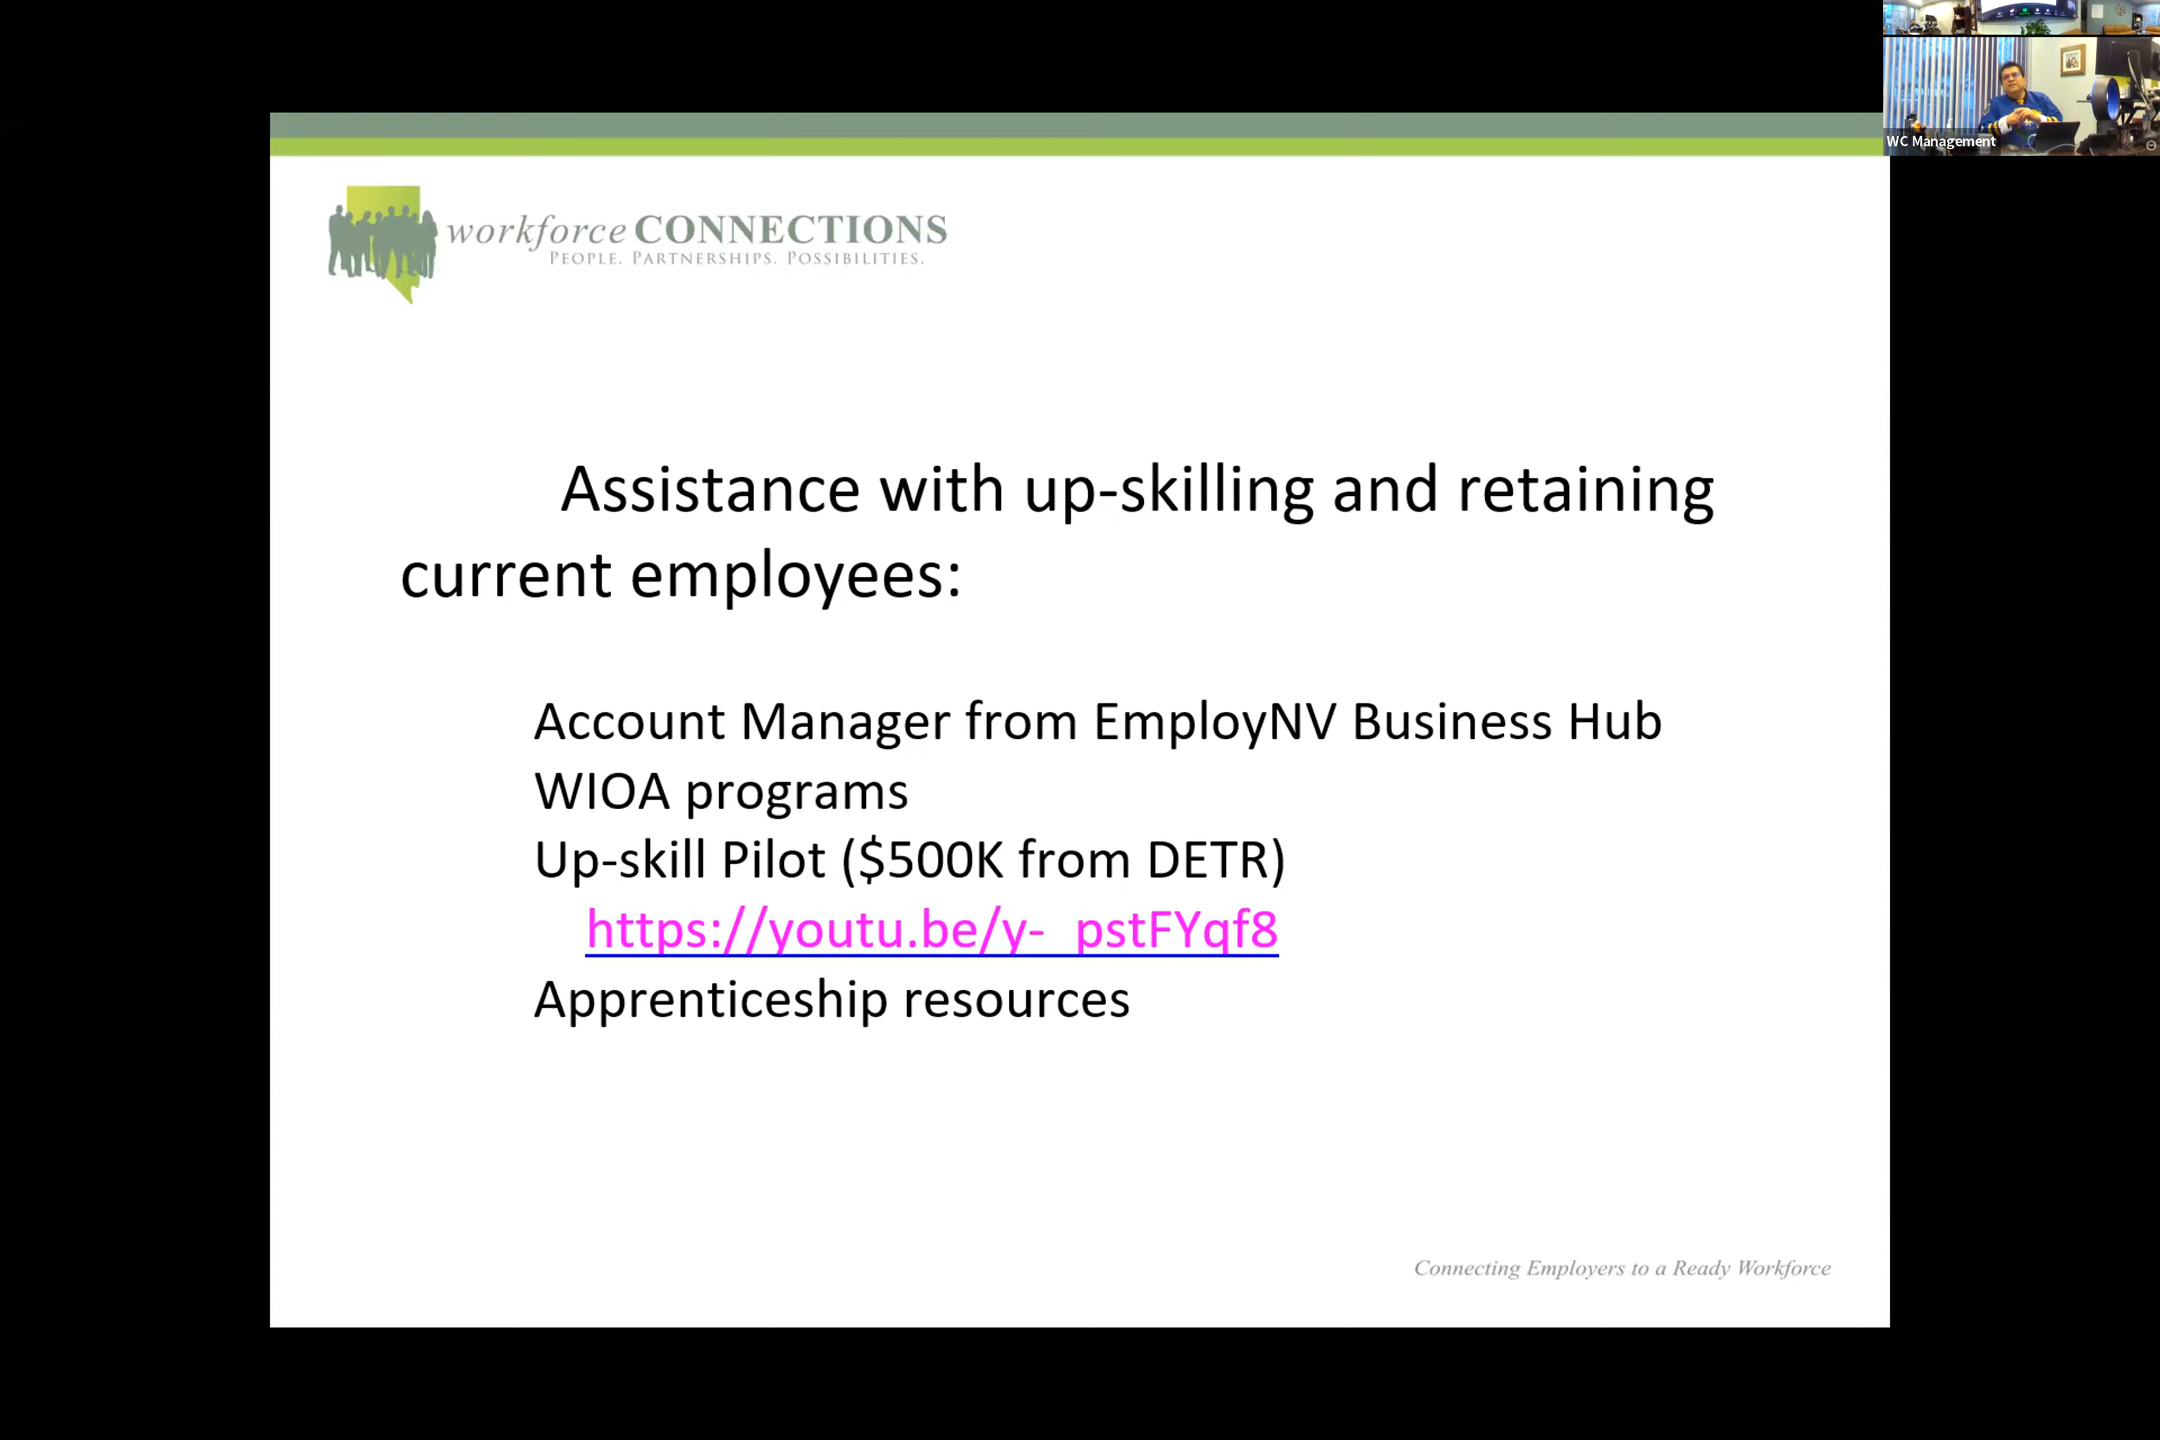 WC Management
workforce CONNECTIONS
PEOPLE. PARTNERSHIPS. POSSIBILITIES.
Assistance with up-skilling and retaining
current employees:
Account Manager from EmployNV Business Hub
WIOA programs
Up-skill Pilot ($500K from DETR)
https://youtu.be/y-_pstFYqf8
Apprenticeship resources
Connecting Employers to a Ready Workforce